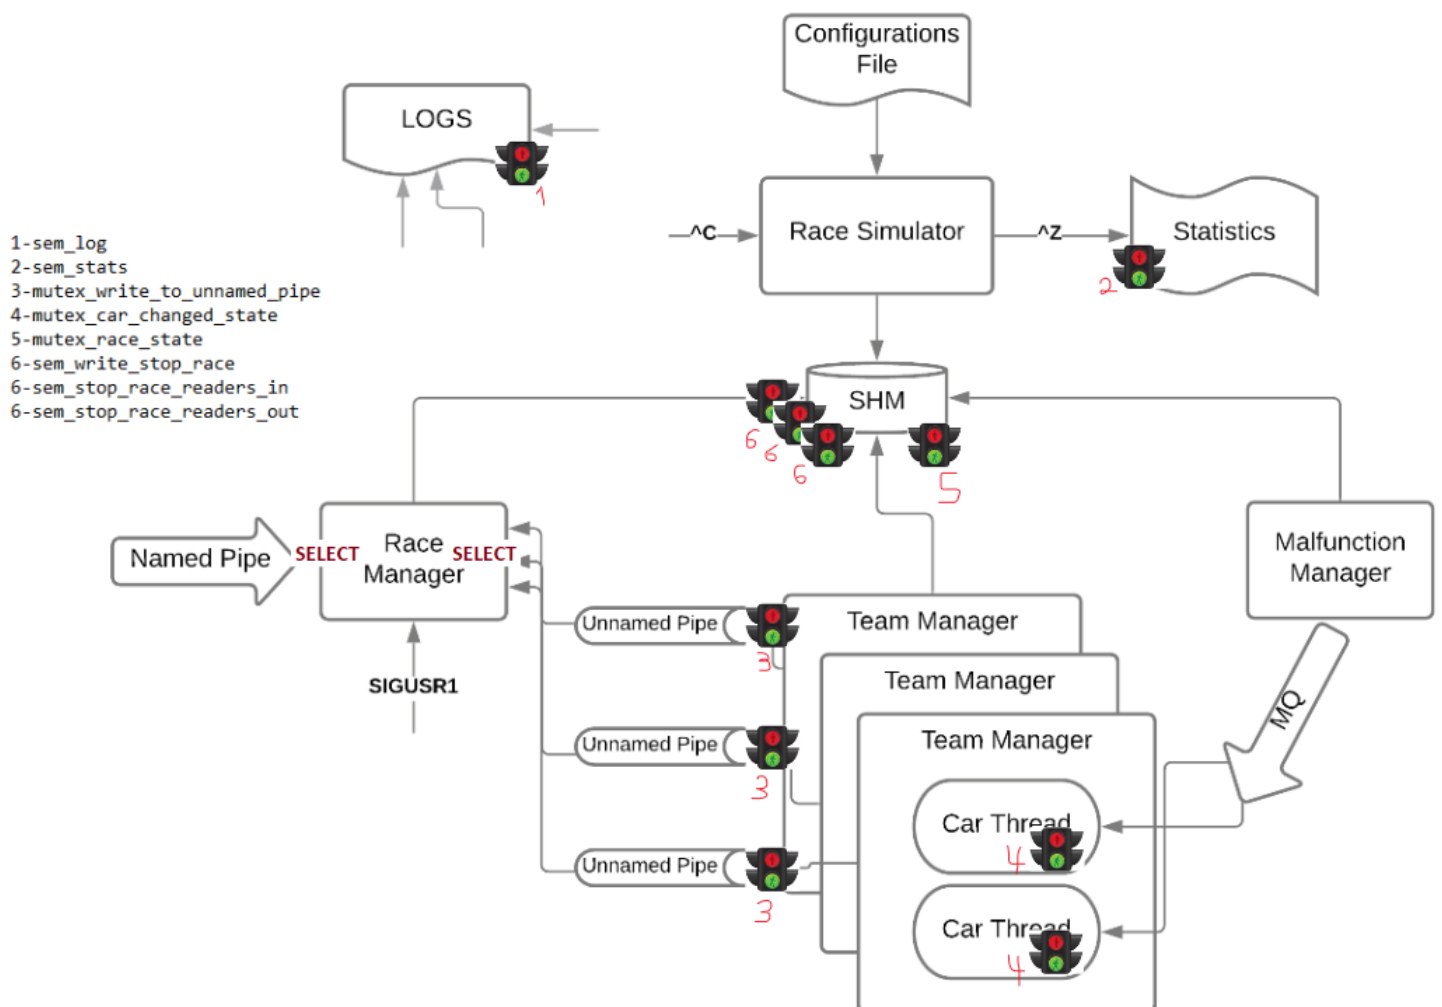 Configurations
File
LOGS
1
^C
Race Simulator
^Z
Statistics
2
1-sem_log
2-sem_stats
3-mutex_write_to_unnamed_pipe
4-mutex_car_changed_state
5-mutex_race_state
6-sem_write_stop_race
6-sem_stop_race_readers_in
6-sem_stop_race_readers_out
SHM
6
6
6
5
Named Pipe
SELECT
Race
Manager
SELECT
Malfunction
Manager
SIGUSR1
Unnamed Pipe
3
Team Manager
Team Manager
MQ
Unnamed Pipe
3
Team Manager
Car Thread
4
Unnamed Pipe
3
Car Thread
4